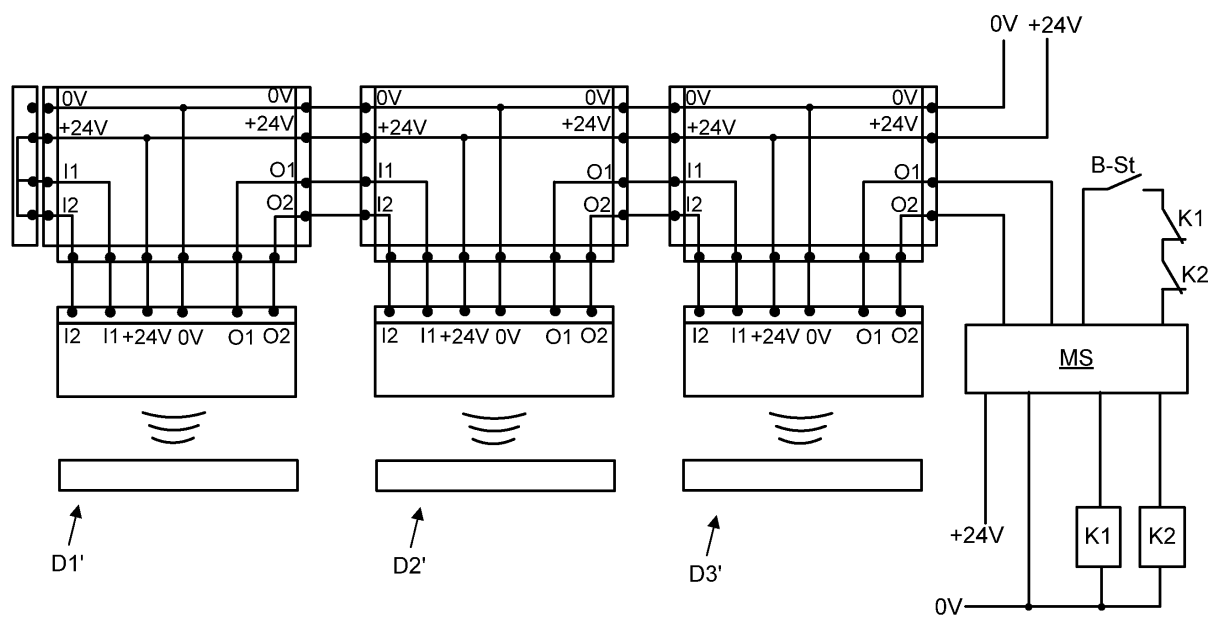 0V +24V
0V 0V 0V 0V 0V 0V
+24V +24V +24V +24V +24V +24V
I1 O1 I1 O1 I1 O1
B-St
I2 O2 I2 O2 I2 O2
K1
K2
I2 I1 +24V 0V O1 O2 I2 I1 +24V 0V O1 O2 I2 I1 +24V 0V O1 O2
MS
+24V K1 K2
D1' D2' D3'
0V